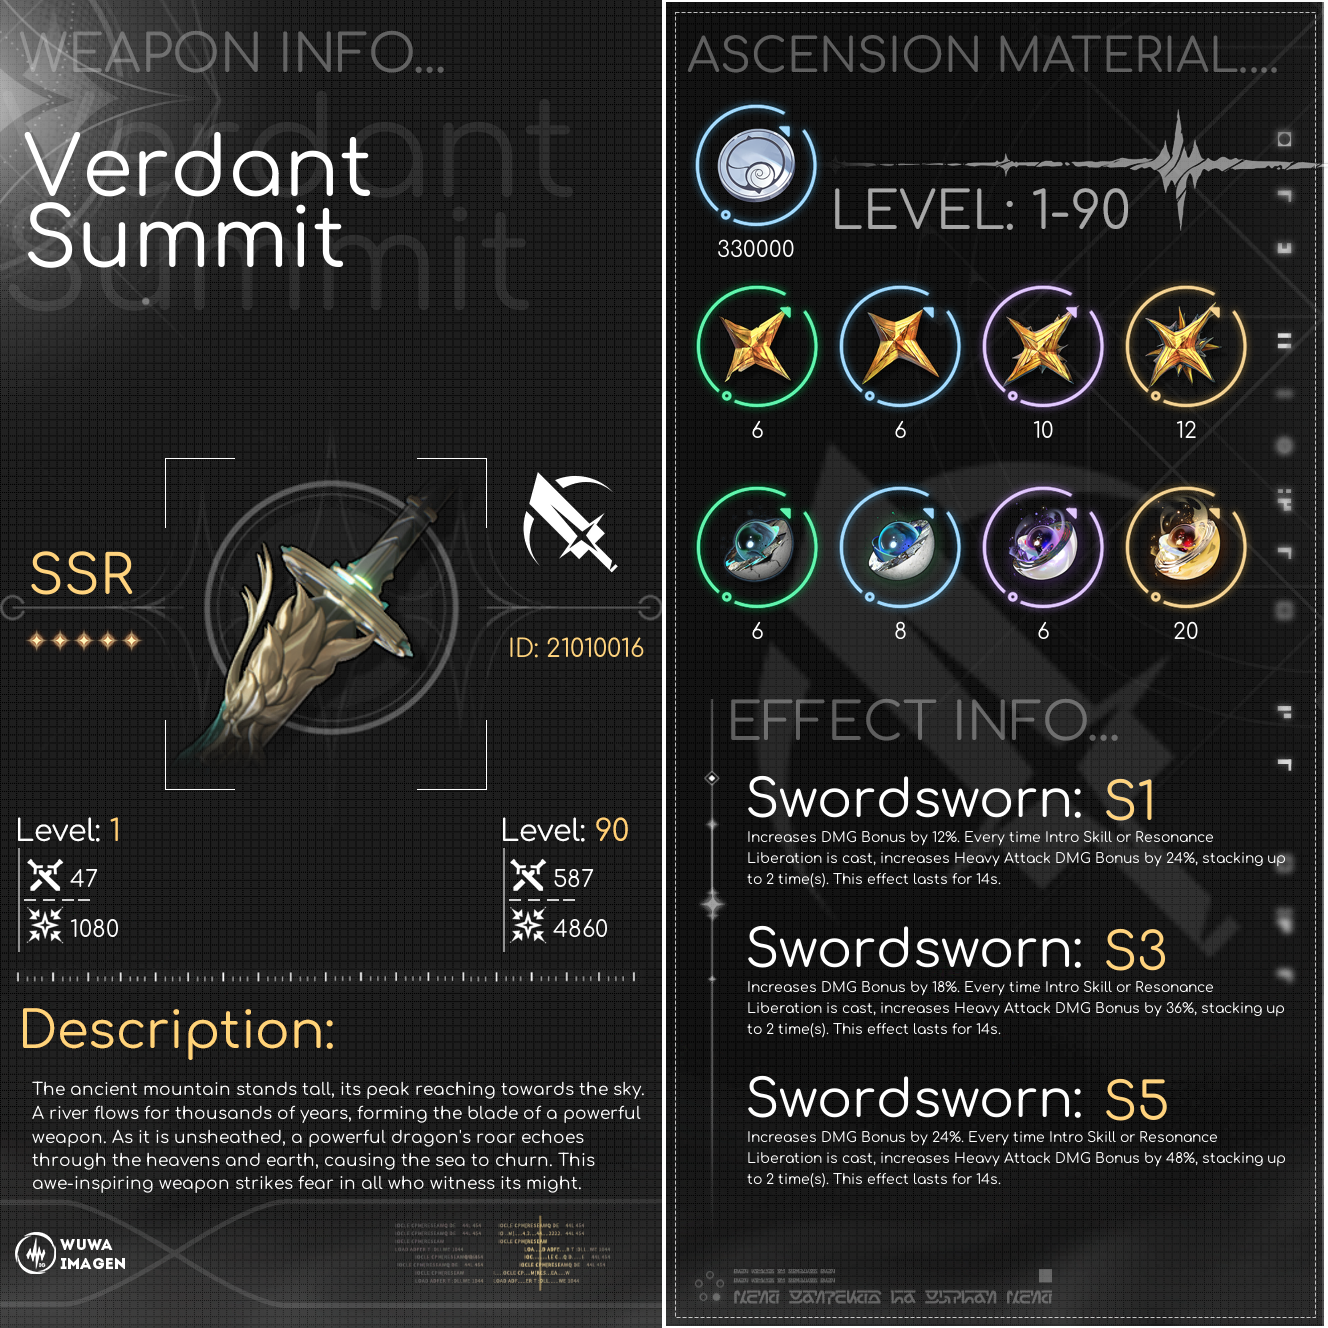 WEAPON INFO...
Verdant
Summit
Verdant
Summit
SSR
ID: 21010016
Level: 1
47
1080
Level: 90
587
4860
Description:
The ancient mountain stands tall, its peak reaching towards the sky.
A river flows for thousands of years, forming the blade of a powerful
weapon. As it is unsheathed, a powerful dragon's roar echoes
through the heavens and earth, causing the sea to churn. This
awe-inspiring weapon strikes fear in all who witness its might.
WUWA
IMAGEN
ASCENSION MATERIAL....
LEVEL: 1-90
330000
6 6 10 12
6 8 6 20
EFFECT INFO...
Swordsworn: S1
Increases DMG Bonus by 12%. Every time Intro Skill or Resonance
Liberation is cast, increases Heavy Attack DMG Bonus by 24%, stacking up
to 2 time(s). This effect lasts for 14s.
Swordsworn: S3
Increases DMG Bonus by 18%. Every time Intro Skill or Resonance
Liberation is cast, increases Heavy Attack DMG Bonus by 36%, stacking up
to 2 time(s). This effect lasts for 14s.
Swordsworn: S5
Increases DMG Bonus by 24%. Every time Intro Skill or Resonance
Liberation is cast, increases Heavy Attack DMG Bonus by 48%, stacking up
to 2 time(s). This effect lasts for 14s.